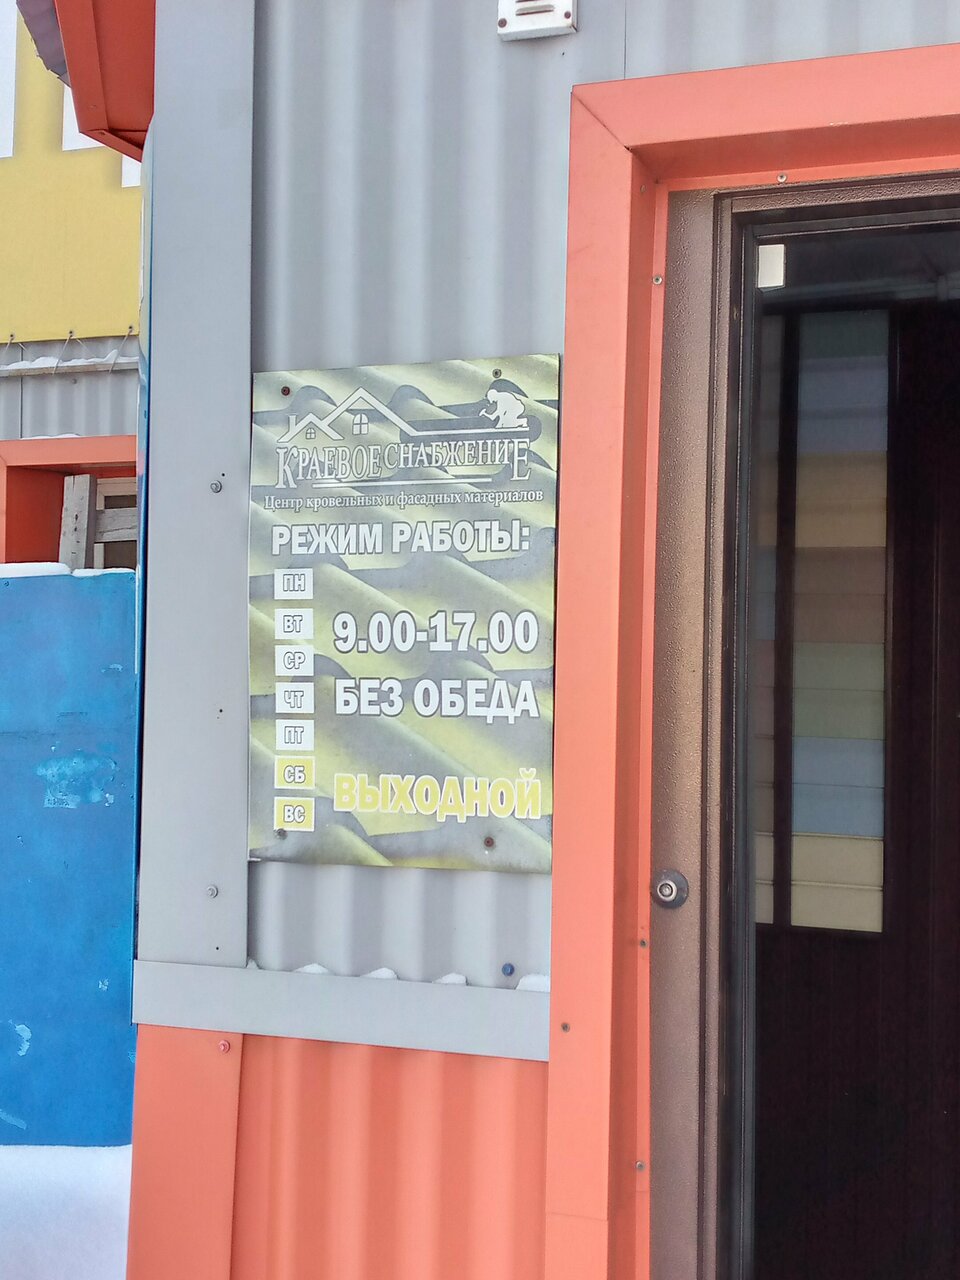 КРАЕВОЕ СНАБЖЕНИЕ
Центр кровельных и фасадных материалов
РЕЖИМ РАБОТЫ:
ПН
ВТ
9.00-17.00
СР
ЧТ
БЕЗ ОБЕДА
ПТ
СБ
ВС
ВЫХОДНОЙ